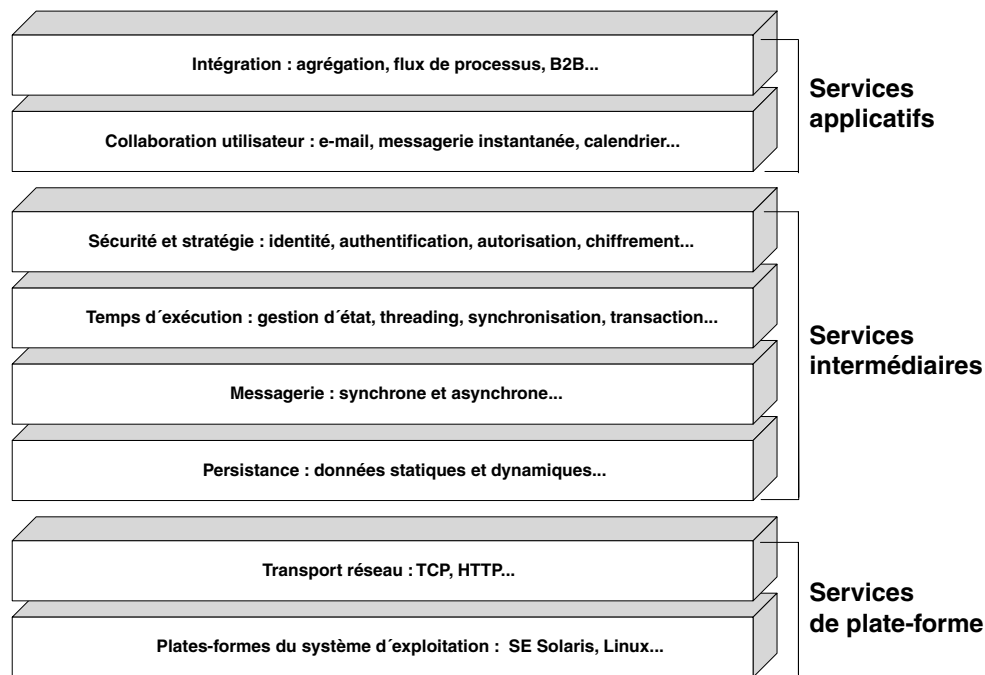 Intégration : agrégation, flux de processus, B2B...
Collaboration utilisateur : e-mail, messagerie instantanée, calendrier...
Services
applicatifs
Sécurité et stratégie : identité, authentification, autorisation, chiffrement...
Temps d´exécution : gestion d´état, threading, synchronisation, transaction...
Messagerie : synchrone et asynchrone...
Persistance : données statiques et dynamiques...
Services
intermédiaires
Transport réseau : TCP, HTTP...
Plates-formes du système d´exploitation : SE Solaris, Linux...
Services
de plate-forme